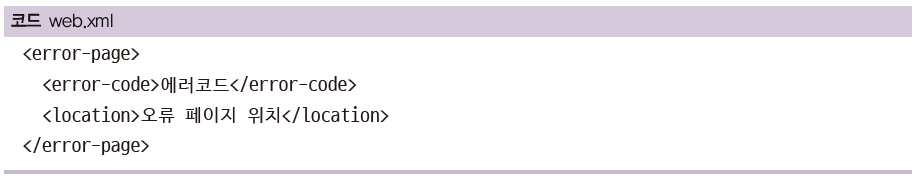 코드 web.xml
<error-page>
<error-code>에러코드</error-code>
<location>오류 페이지 위치</location>
</error-page>